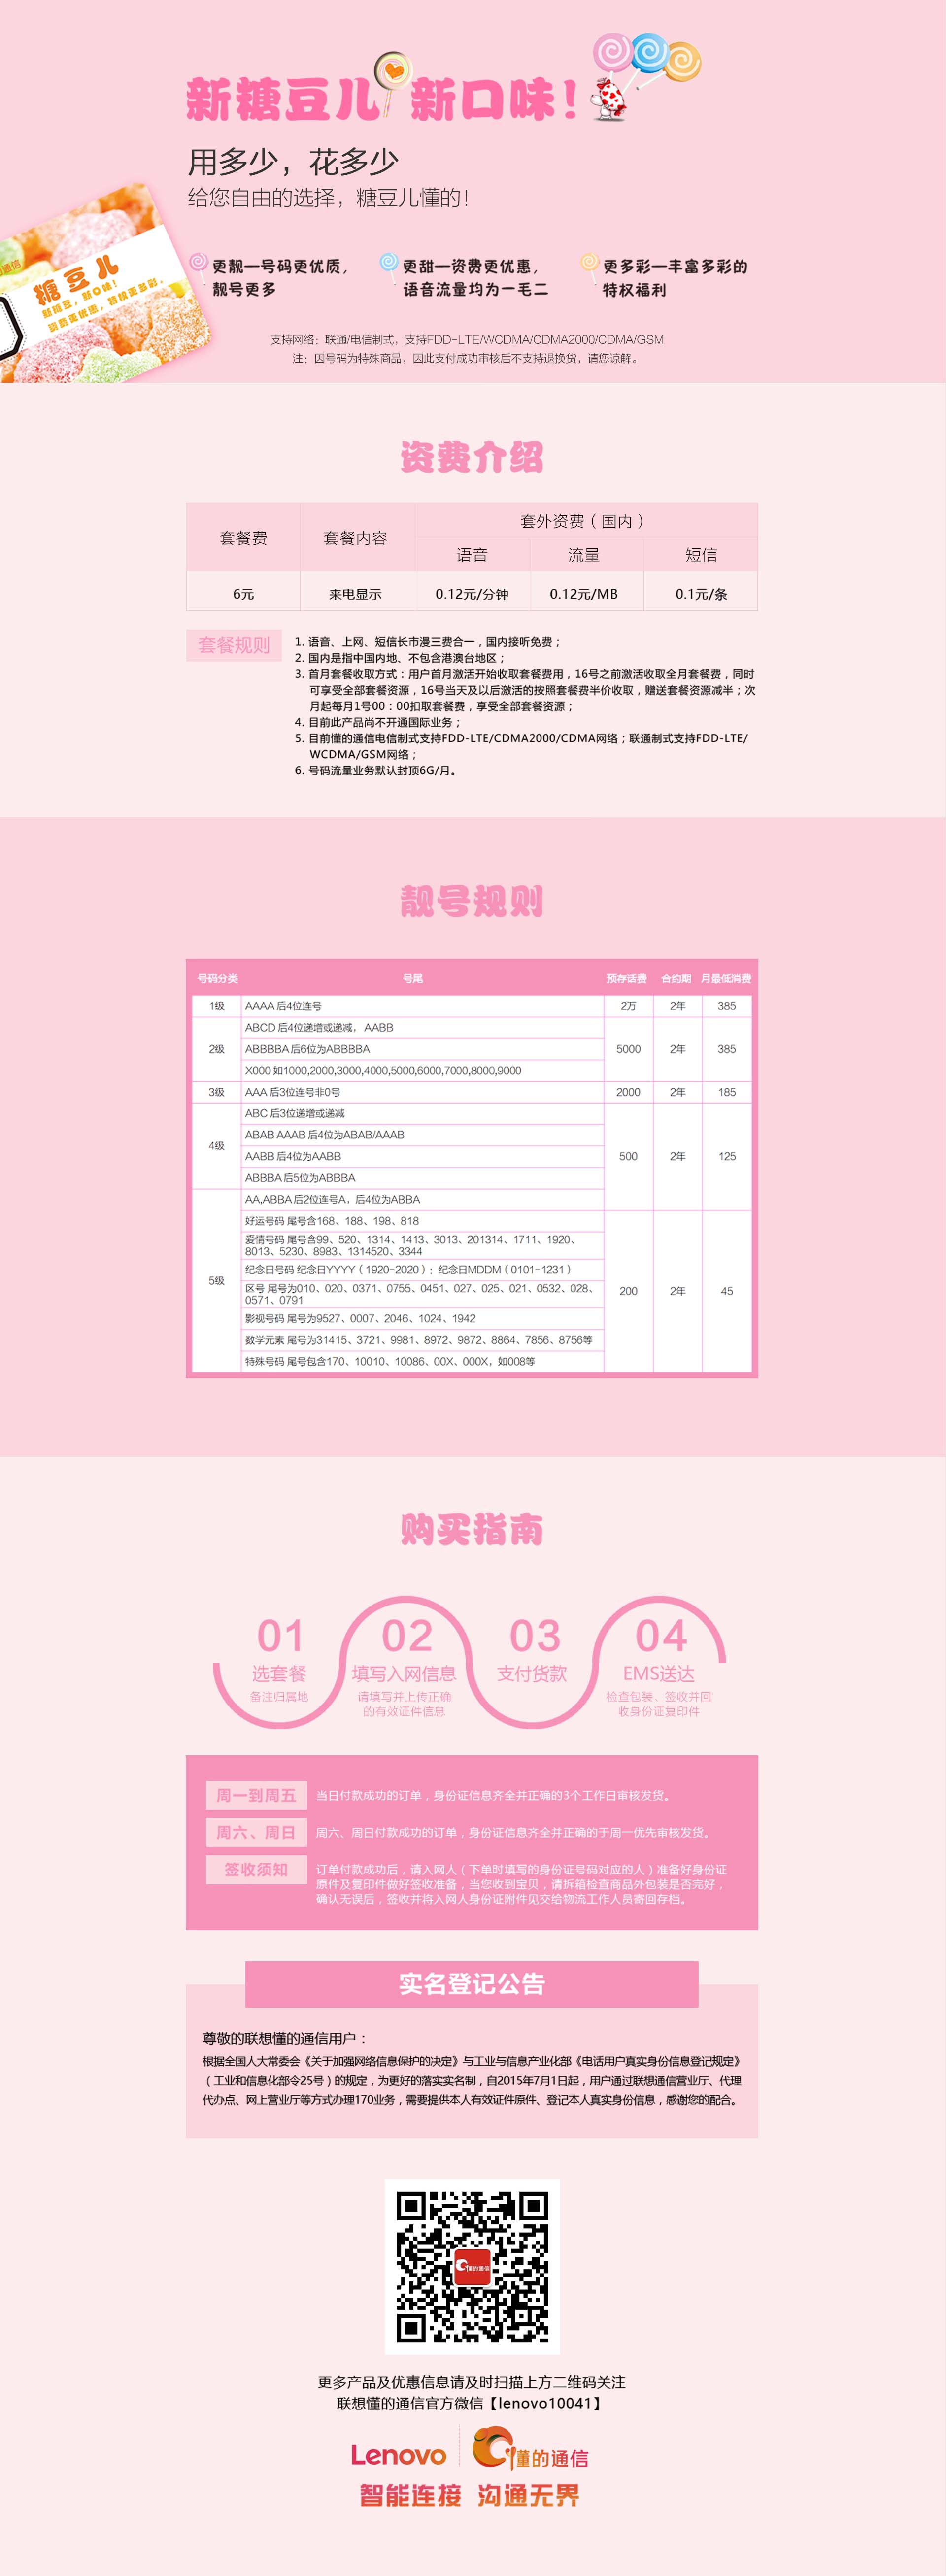 新糖豆儿 新口味！
用多少，花多少
给您自由的选择，糖豆儿懂的！
糖豆儿
更靓一号码更优质，
靓号更多
更甜一资费更优惠，
语音流量均为一毛二
更多彩一丰富多彩的
特权福利
支持网络：联通/电信制式，支持FDD-LTE/WCDMA/CDMA2000/CDMA/GSM
注：因号码为特殊商品，因此支付成功审核后不支持退换货，请您谅解。
资费介绍
套餐费 套餐内容 套外资费（国内）
语音 流量 短信
6元 来电显示 0.12元/分钟 0.12元/MB 0.1元/条
套餐规则
1. 语音、上网、短信长市漫三费合一，国内接听免费；
2. 国内是指中国内地、不包含港澳台地区；
3. 首月套餐收取方式：用户首月激活开始收取套餐费用，16号之前激活收取全月套餐费，同时
可享受全部套餐资源，16号当天及以后激活的按照套餐费半价收取，赠送套餐资源减半；次
月起每月1号00：00扣取套餐费，享受全部套餐资源；
4. 目前此产品尚不开通国际业务；
5. 目前懂的通信电信制式支持FDD-LTE/CDMA2000/CDMA网络；联通制式支持FDD-LTE/
WCDMA/GSM网络；
6. 号码流量业务默认封顶6G/月。
靓号规则
号码分类 号尾 预存话费 合约期 月最低消费
1级 AAAA 后4位连号 2万 2年 385
ABCD 后4位递增或递减， AABB
2级 ABBBBA 后6位为ABBBBA 5000 2年 385
X000 如1000,2000,3000,4000,5000,6000,7000,8000,9000
3级 AAA 后3位连号非0号 2000 2年 185
ABC 后3位递增或递减
ABAB AAAB 后4位为ABAB/AAAB
4级 AABB 后4位为AABB 500 2年 125
ABBBA 后5位为ABBBA
AA,ABBA 后2位连号A，后4位为ABBA
好运号码 尾号含168、188、198、818
爱情号码 尾号含99、520、1314、1413、3013、201314、1711、1920、
8013、5230、8983、1314520、3344
纪念日号码 纪念日YYYY（1920-2020）；纪念日MDDM（0101-1231）
5级 区号 尾号为010、020、0371、0755、0451、027、025、021、0532、028、 200 2年 45
0571、0791
影视号码 尾号为9527、0007、2046、1024、1942
数学元素 尾号为31415、3721、9981、8972、9872、8864、7856、8756等
特殊号码 尾号包含170、10010、10086、00X、000X，如008等
购买指南
01 02 03 04
选套餐 填写入网信息 支付货款 EMS送达
备注归属地 请填写并上传正确 检查包装、签收并回
的有效证件信息 收身份证复印件
周一到周五 当日付款成功的订单，身份证信息齐全并正确的3个工作日审核发货。
周六、周日 周六、周日付款成功的订单，身份证信息齐全并正确的于周一优先审核发货。
签收须知 订单付款成功后，请入网人（下单时填写的身份证号码对应的人）准备好身份证
原件及复印件做好签收准备，当您收到宝贝，请拆箱检查商品外包装是否完好，
确认无误后，签收并将入网人身份证附件见交给物流工作人员寄回存档。
实名登记公告
尊敬的联想懂的通信用户：
根据全国人大常委会《关于加强网络信息保护的决定》与工业与信息产业化部《电话用户真实身份信息登记规定》
（工业和信息化部令25号）的规定，为更好的落实实名制，自2015年7月1日起，用户通过联想通信营业厅、代理
代办点、网上营业厅等方式办理170业务，需要提供本人有效证件原件、登记本人真实身份信息，感谢您的配合。
懂的通信
更多产品及优惠信息请及时扫描上方二维码关注
联想懂的通信官方微信【lenovo10041】
Lenovo 懂的通信
智能连接 沟通无界